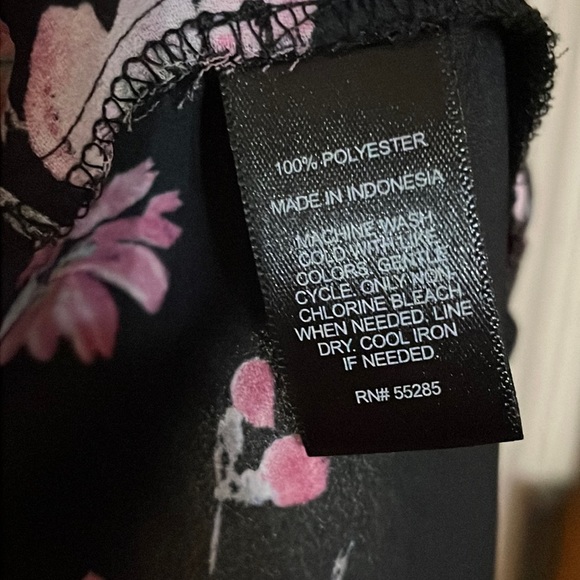 100% POLYESTER
MADE IN INDONESIA
MACHINE WASH
COLD WITH LIKE
COLORS. GENTLE
CYCLE. ONLY NON
CHLORINE BLEACH
WHEN NEEDED. LINE
DRY. COOL IRON
IF NEEDED.
RN# 55285